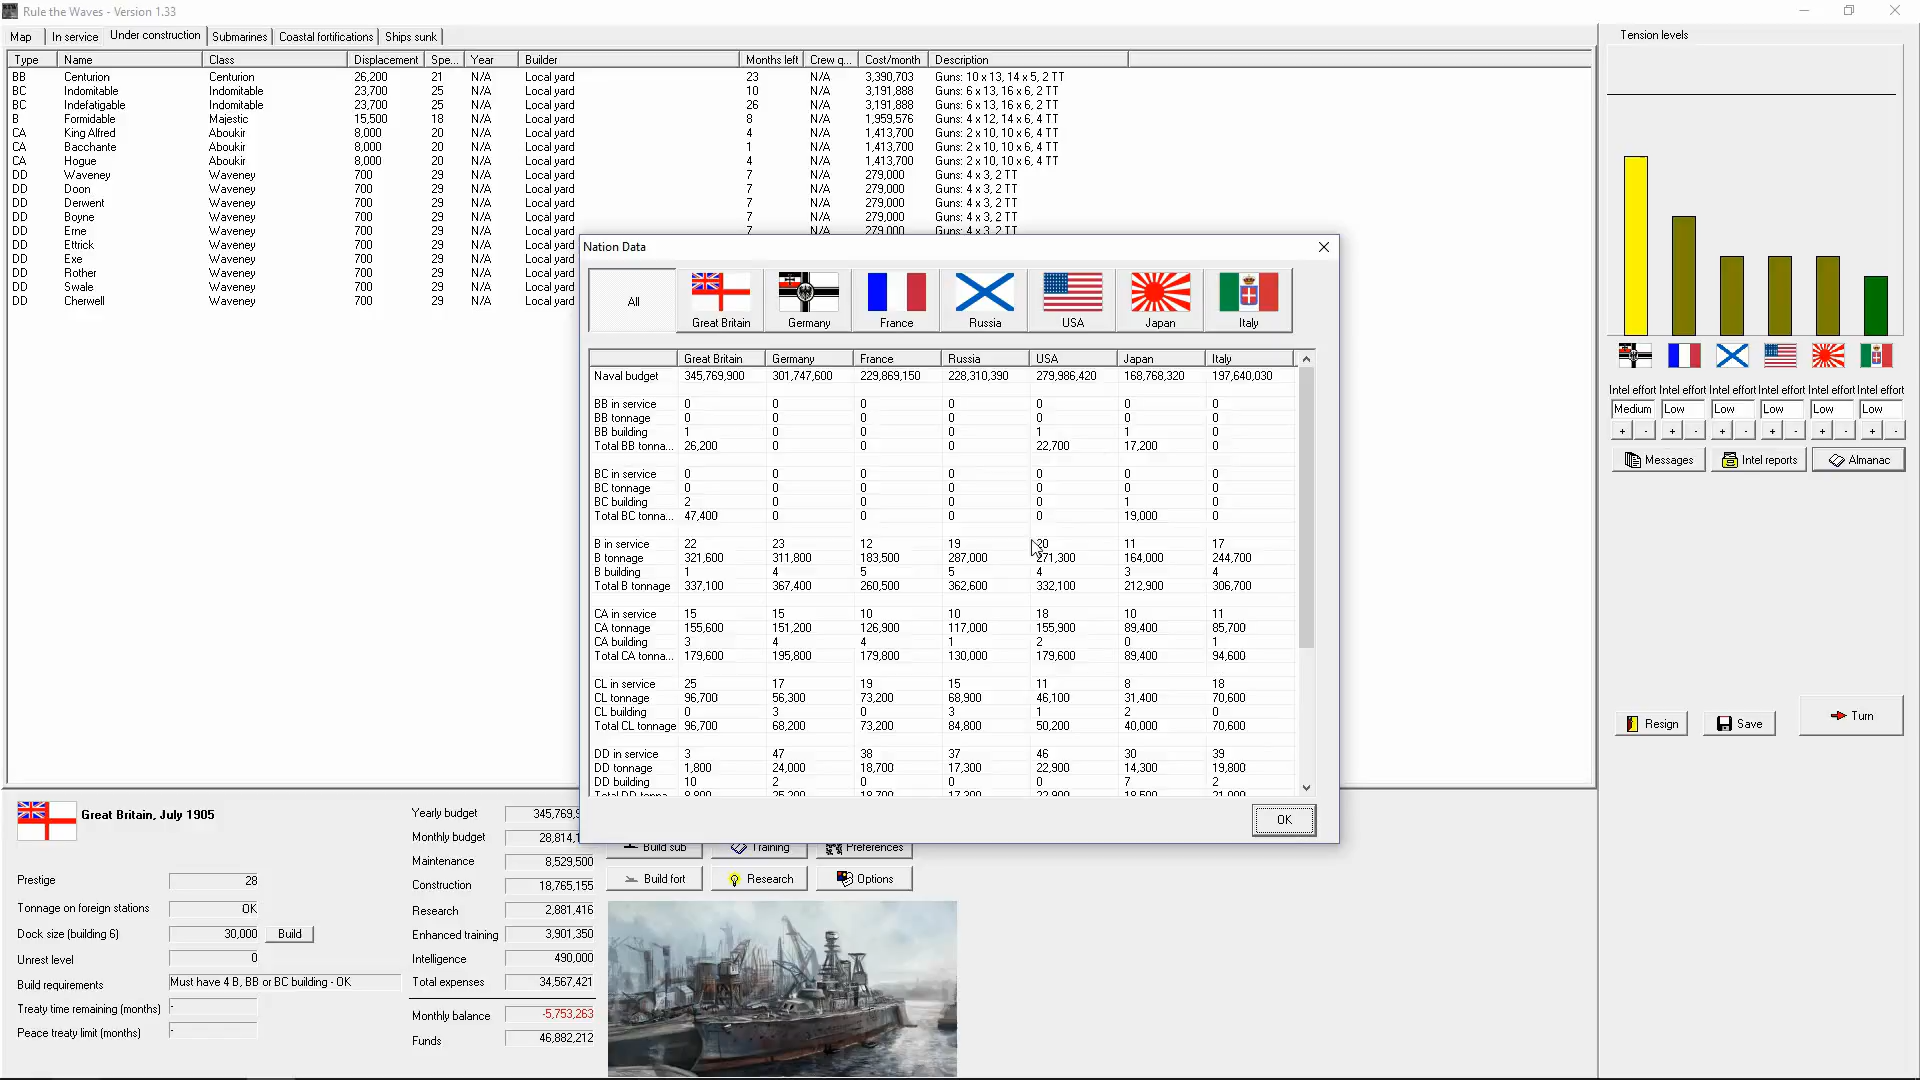 Rule the Waves - Version 1.33
Map In service Under construction Submarines Coastal fortifications Ships sunk
Type Name Class Displacement Spe... Year Builder Months left Crew q... Cost/month Description
BB Centurion Centurion 26,200 21 N/A Local yard 23 N/A 3,390,703 Guns: 10 x 13, 14 x 5, 2 TT
BC Indomitable Indomitable 23,700 25 N/A Local yard 10 N/A 3,191,888 Guns: 6 x 13, 16 x 6, 2 TT
BC Indefatigable Indomitable 23,700 25 N/A Local yard 26 N/A 3,191,888 Guns: 6 x 13, 16 x 6, 2 TT
B Formidable Majestic 15,500 18 N/A Local yard 8 N/A 1,959,576 Guns: 4 x 12, 14 x 6, 4 TT
CA King Alfred Aboukir 8,000 20 N/A Local yard 4 N/A 1,413,700 Guns: 2 x 10, 10 x 6, 4 TT
CA Bacchante Aboukir 8,000 20 N/A Local yard 1 N/A 1,413,700 Guns: 2 x 10, 10 x 6, 4 TT
CA Hogue Aboukir 8,000 20 N/A Local yard 4 N/A 1,413,700 Guns: 2 x 10, 10 x 6, 4 TT
DD Waveney Waveney 700 29 N/A Local yard 7 N/A 279,000 Guns: 4 x 3, 2 TT
DD Doon Waveney 700 29 N/A Local yard 7 N/A 279,000 Guns: 4 x 3, 2 TT
DD Derwent Waveney 700 29 N/A Local yard 7 N/A 279,000 Guns: 4 x 3, 2 TT
DD Boyne Waveney 700 29 N/A Local yard 7 N/A 279,000 Guns: 4 x 3, 2 TT
DD Erne Waveney 700 29 N/A Local yard 7 N/A 279,000 Guns: 4 x 3, 2 TT
DD Ettrick Waveney 700 29 N/A Local yard
DD Exe Waveney 700 29 N/A Local yard
DD Rother Waveney 700 29 N/A Local yard
DD Swale Waveney 700 29 N/A Local yard
DD Cherwell Waveney 700 29 N/A Local yard
Nation Data
All Great Britain Germany France Russia USA Japan Italy
Great Britain Germany France Russia USA Japan Italy
Naval budget 345,769,900 301,747,600 229,869,150 228,310,390 279,986,420 168,768,320 197,640,030
BB in service 0 0 0 0 0 0 0
BB tonnage 0 0 0 0 0 0 0
BB building 1 0 0 0 1 1 0
Total BB tonna... 26,200 0 0 0 22,700 17,200 0
BC in service 0 0 0 0 0 0 0
BC tonnage 0 0 0 0 0 0 0
BC building 2 0 0 0 0 1 0
Total BC tonna... 47,400 0 0 0 0 19,000 0
B in service 22 23 12 19 20 11 17
B tonnage 321,600 311,800 183,500 287,000 271,300 164,000 244,700
B building 1 4 5 5 4 3 4
Total B tonnage 337,100 367,400 260,500 362,600 332,100 212,900 306,700
CA in service 15 15 10 10 18 10 11
CA tonnage 155,600 151,200 126,900 117,000 155,900 89,400 85,700
CA building 3 4 4 1 2 0 1
Total CA tonna... 179,600 195,800 179,800 130,000 179,600 89,400 94,600
CL in service 25 17 19 15 11 8 18
CL tonnage 96,700 56,300 73,200 68,900 46,100 31,400 70,600
CL building 0 3 0 3 1 2 0
Total CL tonnage 96,700 68,200 73,200 84,800 50,200 40,000 70,600
DD in service 3 47 38 37 46 30 39
DD tonnage 1,800 24,000 18,700 17,300 22,900 14,300 19,800
DD building 10 2 0 0 0 7 2
Total DD tonna... 8,800 25,200 18,700 17,300 22,900 18,500 21,000
OK
Tension levels
Intel effort Intel effort Intel effort Intel effort Intel effort Intel effort
Medium Low Low Low Low Low
+ - + - + - + - + - + -
Messages Intel reports Almanac
Resign Save Turn
Great Britain, July 1905
Prestige 28
Tonnage on foreign stations OK
Dock size (building 6) 30,000 Build
Unrest level 0
Build requirements Must have 4 B, BB or BC building - OK
Treaty time remaining (months) -
Peace treaty limit (months) -
Yearly budget 345,769,9
Monthly budget 28,814,1
Maintenance 8,529,500
Construction 18,765,155
Research 2,881,416
Enhanced training 3,901,350
Intelligence 490,000
Total expenses 34,567,421
Monthly balance -5,753,263
Funds 46,882,212
Build sub Training Preferences
Build fort Research Options